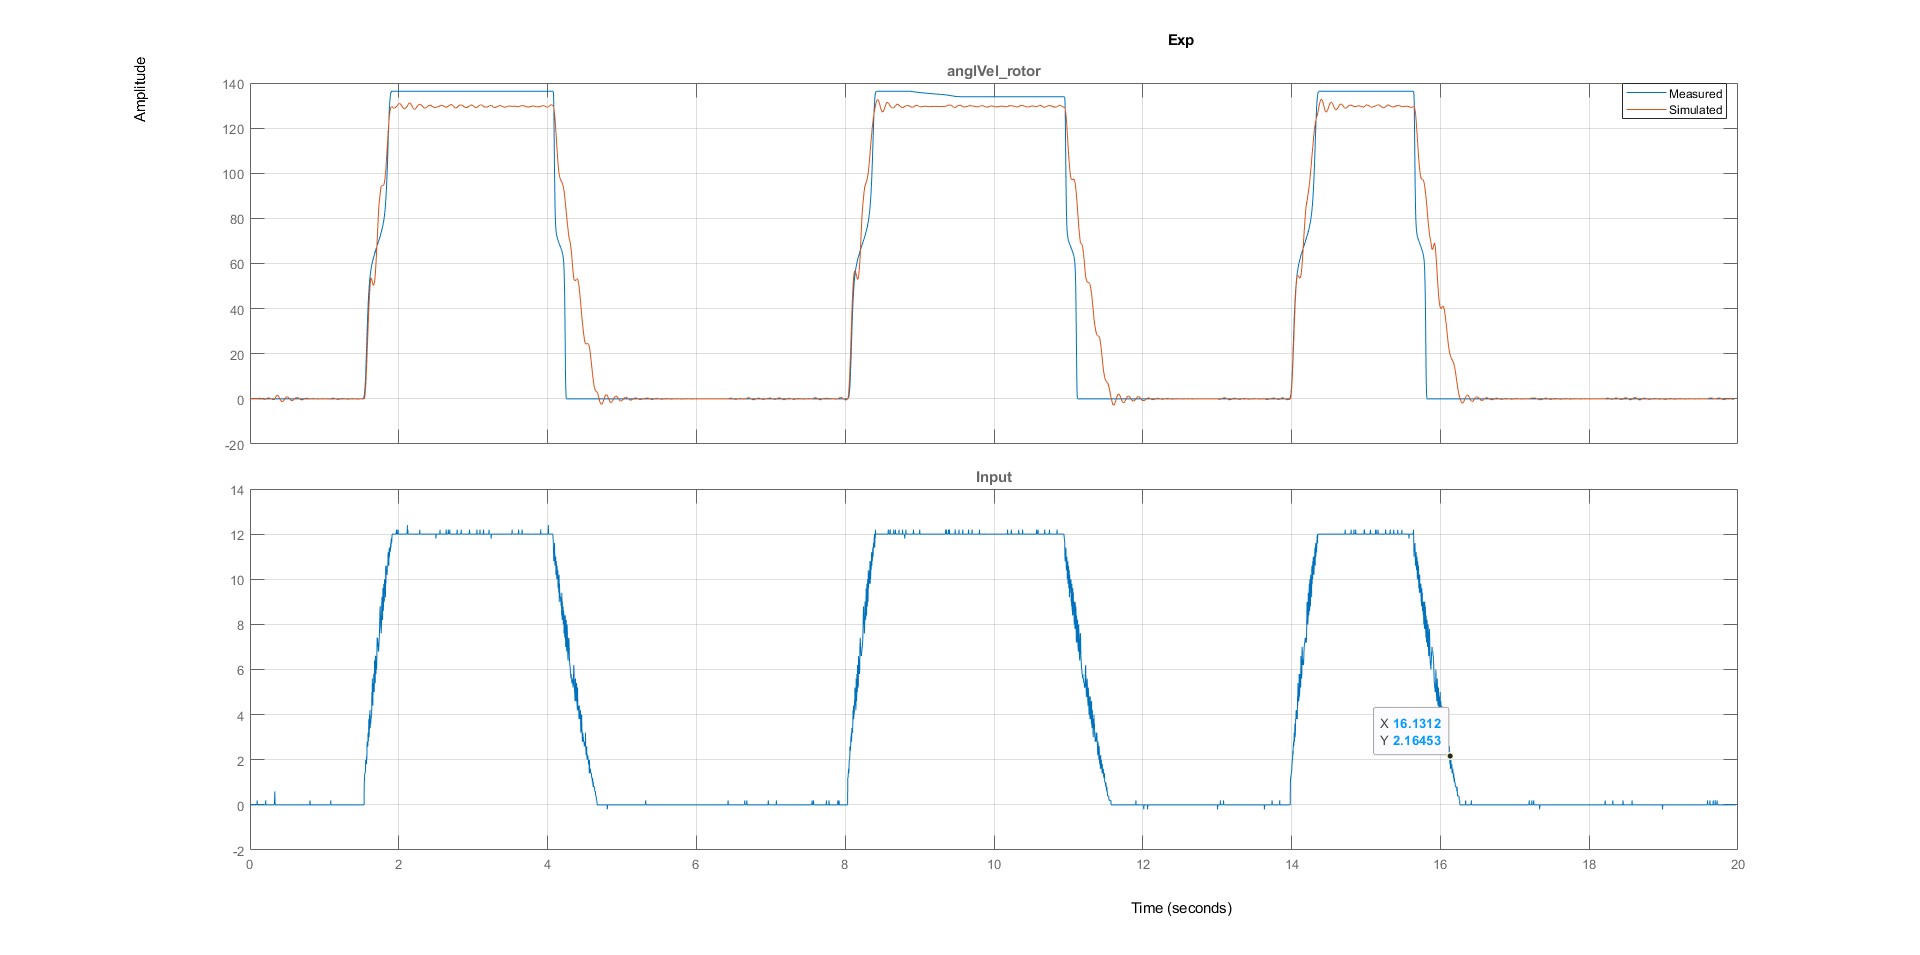 Exp
Amplitude
anglVel_rotor
140
120
100
80
60
40
20
0
-20
Measured
Simulated
Input
14
12
10
8
6
4
2
0
-2
X 16.1312
Y 2.16453
0 2 4 6 8 10 12 14 16 18 20
Time (seconds)